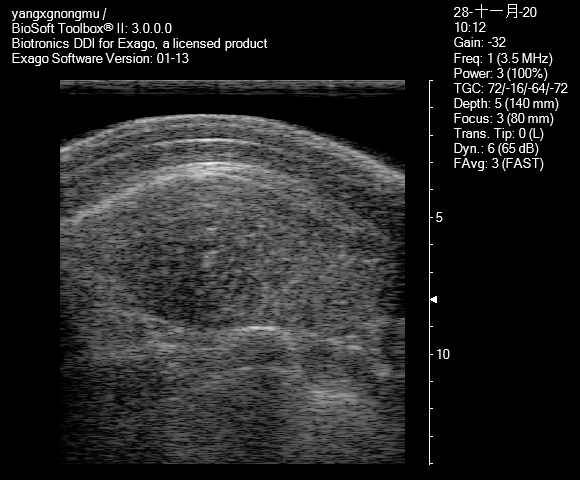 yangxgnongmu /
BioSoft Toolbox® II: 3.0.0.0
Biotronics DDI for Exago, a licensed product
Exago Software Version: 01-13
28-十一月-20
10:12
Gain: -32
Freq: 1 (3.5 MHz)
Power: 3 (100%)
TGC: 72/-16/-64/-72
Depth: 5 (140 mm)
Focus: 3 (80 mm)
Trans. Tip: 0 (L)
Dyn.: 6 (65 dB)
FAvg: 3 (FAST)
5
10